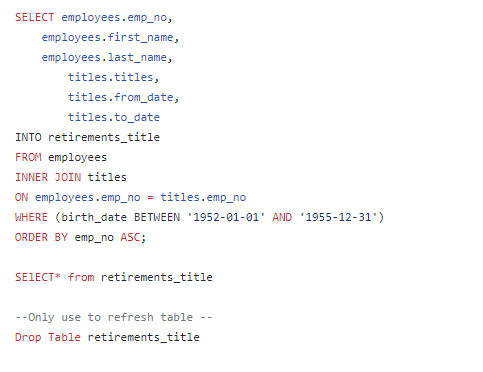 SELECT employees.emp_no,
employees.first_name,
employees.last_name,
titles.titles,
titles.from_date,
titles.to_date
INTO retirements_title
FROM employees
INNER JOIN titles
ON employees.emp_no = titles.emp_no
WHERE (birth_date BETWEEN '1952-01-01' AND '1955-12-31')
ORDER BY emp_no ASC;
SElECT* from retirements_title
--Only use to refresh table --
Drop Table retirements_title